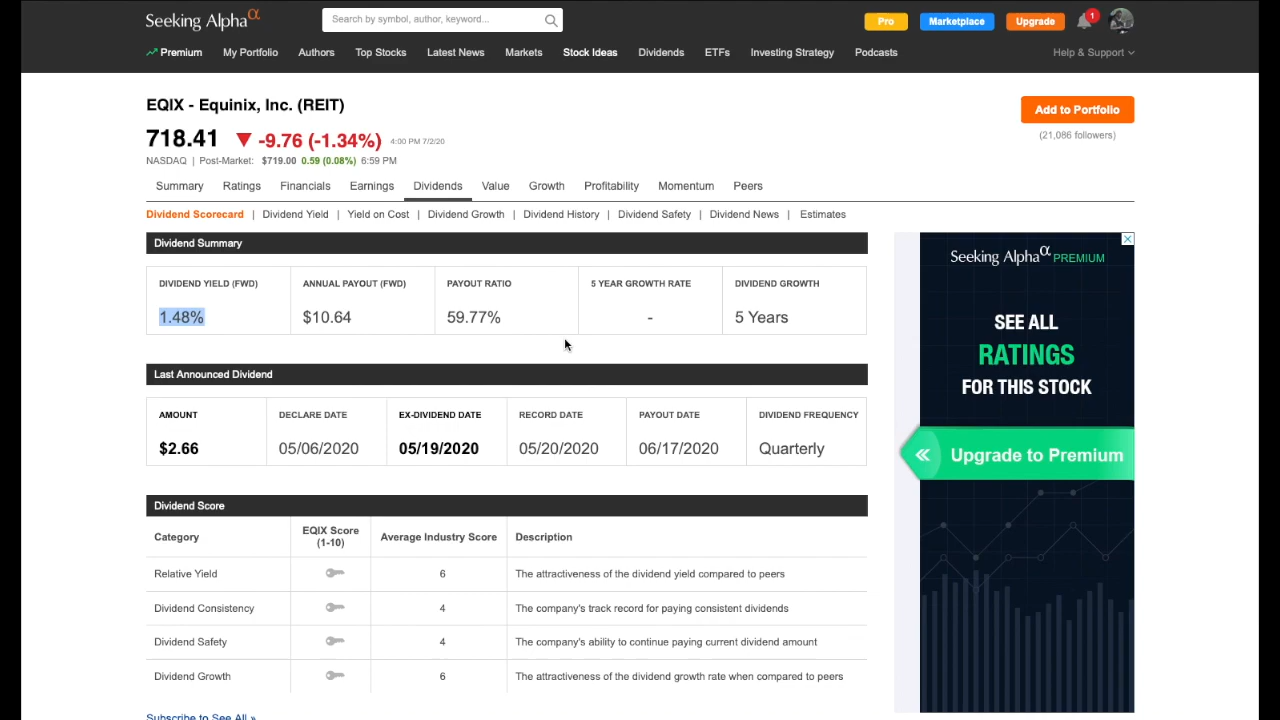 Seeking Alpha α
Search by symbol, author, keyword...
Pro
Marketplace
Upgrade
1
Premium
My Portfolio
Authors
Top Stocks
Latest News
Markets
Stock Ideas
Dividends
ETFs
Investing Strategy
Podcasts
Help & Support
EQIX - Equinix, Inc. (REIT)
Add to Portfolio
718.41 ▼ -9.76 (-1.34%) 4:00 PM 7/2/20
(21,086 followers)
NASDAQ | Post-Market: $719.00 0.59 (0.08%) 6:59 PM
Summary Ratings Financials Earnings Dividends Value Growth Profitability Momentum Peers
Dividend Scorecard | Dividend Yield | Yield on Cost | Dividend Growth | Dividend History | Dividend Safety | Dividend News | Estimates
Dividend Summary
DIVIDEND YIELD (FWD) ANNUAL PAYOUT (FWD) PAYOUT RATIO 5 YEAR GROWTH RATE DIVIDEND GROWTH
1.48% $10.64 59.77% - 5 Years
Last Announced Dividend
AMOUNT DECLARE DATE EX-DIVIDEND DATE RECORD DATE PAYOUT DATE DIVIDEND FREQUENCY
$2.66 05/06/2020 05/19/2020 05/20/2020 06/17/2020 Quarterly
Dividend Score
Category EQIX Score (1-10) Average Industry Score Description
Relative Yield 6 The attractiveness of the dividend yield compared to peers
Dividend Consistency 4 The company's track record for paying consistent dividends
Dividend Safety 4 The company's ability to continue paying current dividend amount
Dividend Growth 6 The attractiveness of the dividend growth rate when compared to peers
Subscribe to See All »
Seeking Alpha α PREMIUM
SEE ALL
RATINGS
FOR THIS STOCK
« Upgrade to Premium